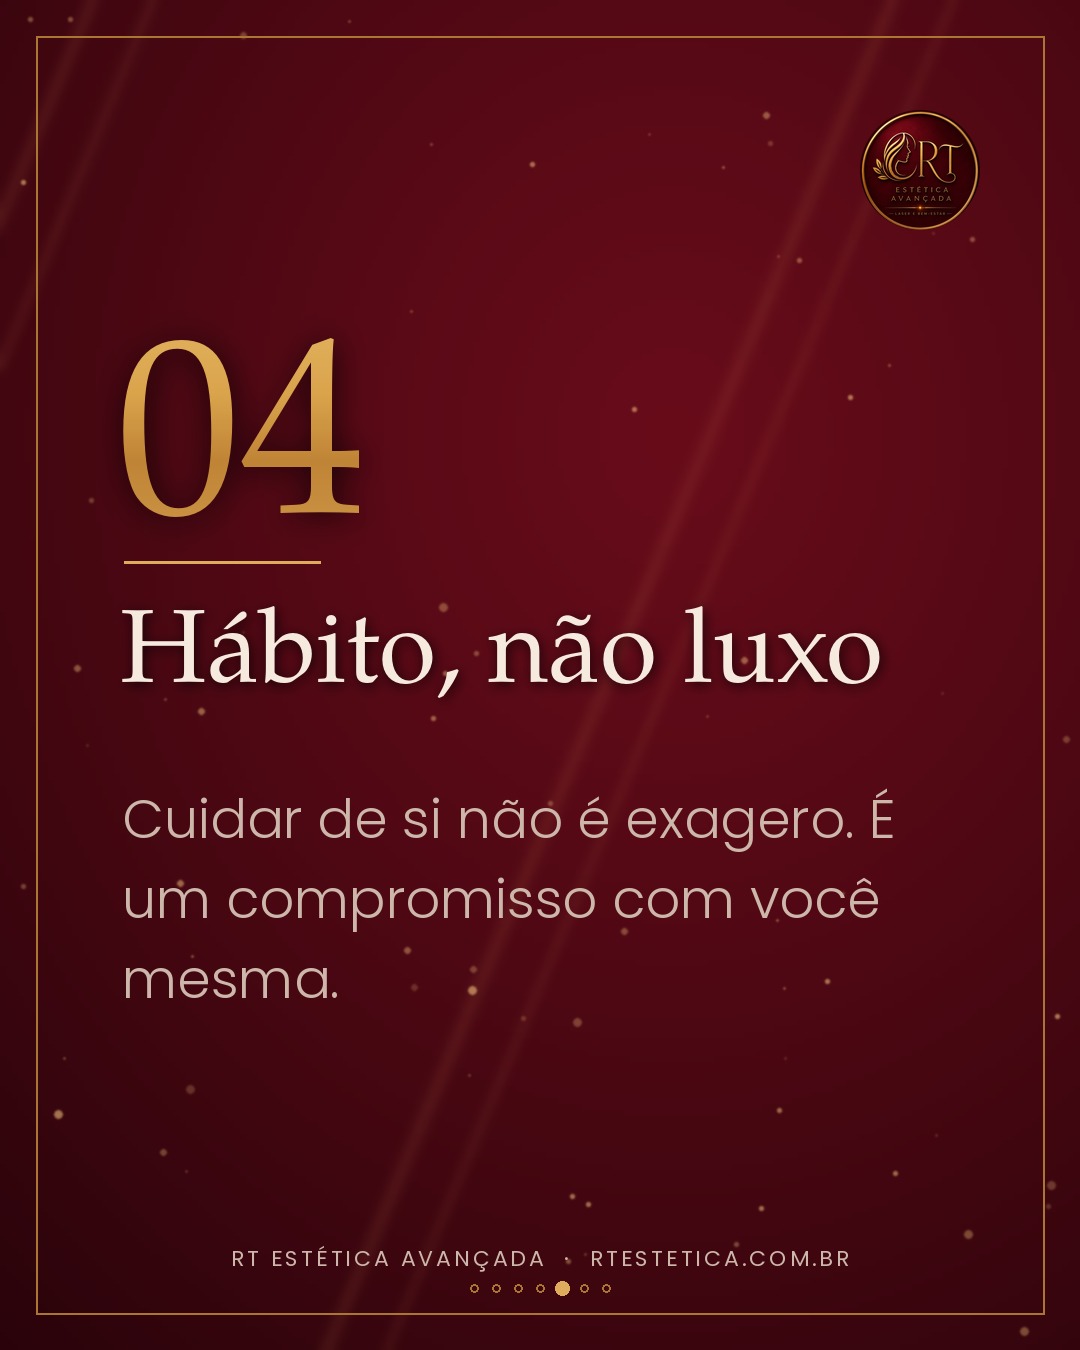 RT
ESTÉTICA
AVANÇADA
04
Hábito, não luxo
Cuidar de si não é exagero. É
um compromisso com você
mesma.
RT ESTÉTICA AVANÇADA · RTESTETICA.COM.BR